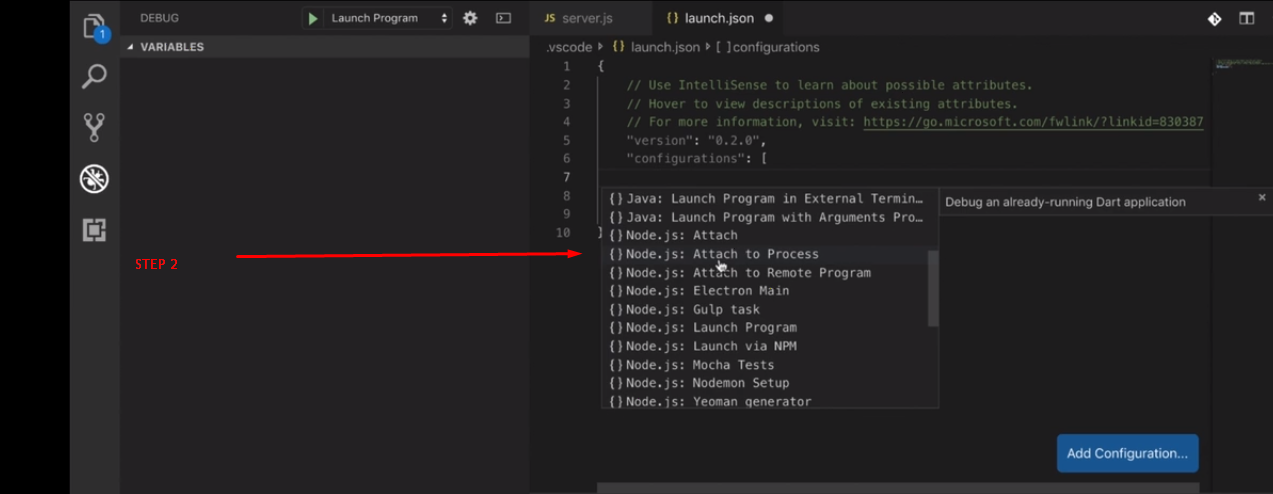 DEBUG
Launch Program
JS server.js
{} launch.json
1
VARIABLES
.vscode {} launch.json [ ] configurations
1 {
2 // Use IntelliSense to learn about possible attributes.
3 // Hover to view descriptions of existing attributes.
4 // For more information, visit: https://go.microsoft.com/fwlink/?linkid=830387
5 "version": "0.2.0",
6 "configurations": [
7
8
9
10 }
{} Java: Launch Program in External Termin…
{} Java: Launch Program with Arguments Pro…
{} Node.js: Attach
{} Node.js: Attach to Process
{} Node.js: Attach to Remote Program
{} Node.js: Electron Main
{} Node.js: Gulp task
{} Node.js: Launch Program
{} Node.js: Launch via NPM
{} Node.js: Mocha Tests
{} Node.js: Nodemon Setup
{} Node.js: Yeoman generator
Debug an already-running Dart application
STEP 2
Add Configuration...